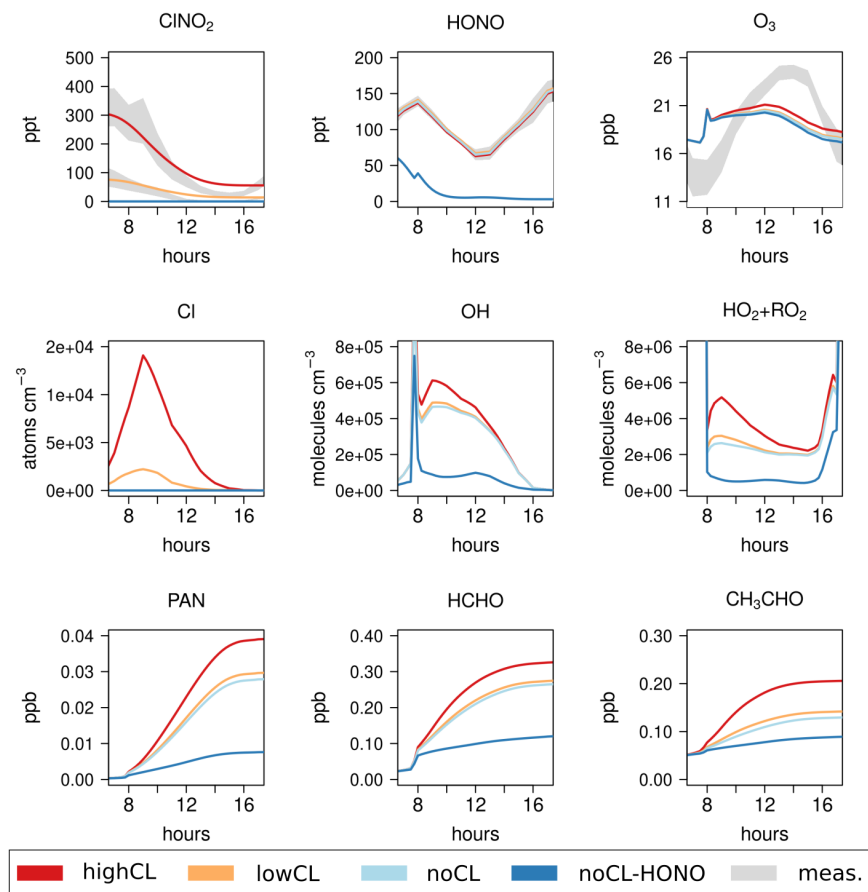 ClNO₂
500
400
300
200
100
0
ppt
8 12 16
hours
HONO
200
150
100
50
0
ppt
8 12 16
hours
O₃
26
21
16
11
ppb
8 12 16
hours
Cl
2e+04
1e+04
5e+03
0e+00
atoms cm⁻³
8 12 16
hours
OH
8e+05
6e+05
4e+05
2e+05
0e+00
molecules cm⁻³
8 12 16
hours
HO₂+RO₂
8e+06
6e+06
4e+06
2e+06
0e+00
molecules cm⁻³
8 12 16
hours
PAN
0.04
0.03
0.02
0.01
0.00
ppb
8 12 16
hours
HCHO
0.40
0.30
0.20
0.10
0.00
ppb
8 12 16
hours
CH₃CHO
0.30
0.20
0.10
0.00
ppb
8 12 16
hours
highCL lowCL noCL noCL-HONO meas.